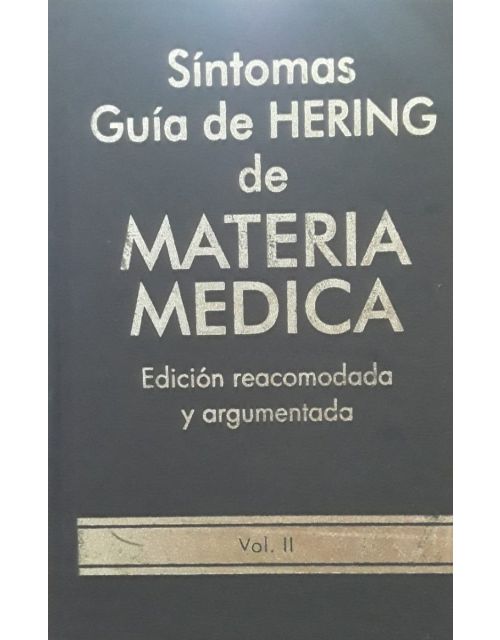 Síntomas
Guía de HERING
de
MATERIA
MEDICA
Edición reacomodada
y argumentada
Vol. II